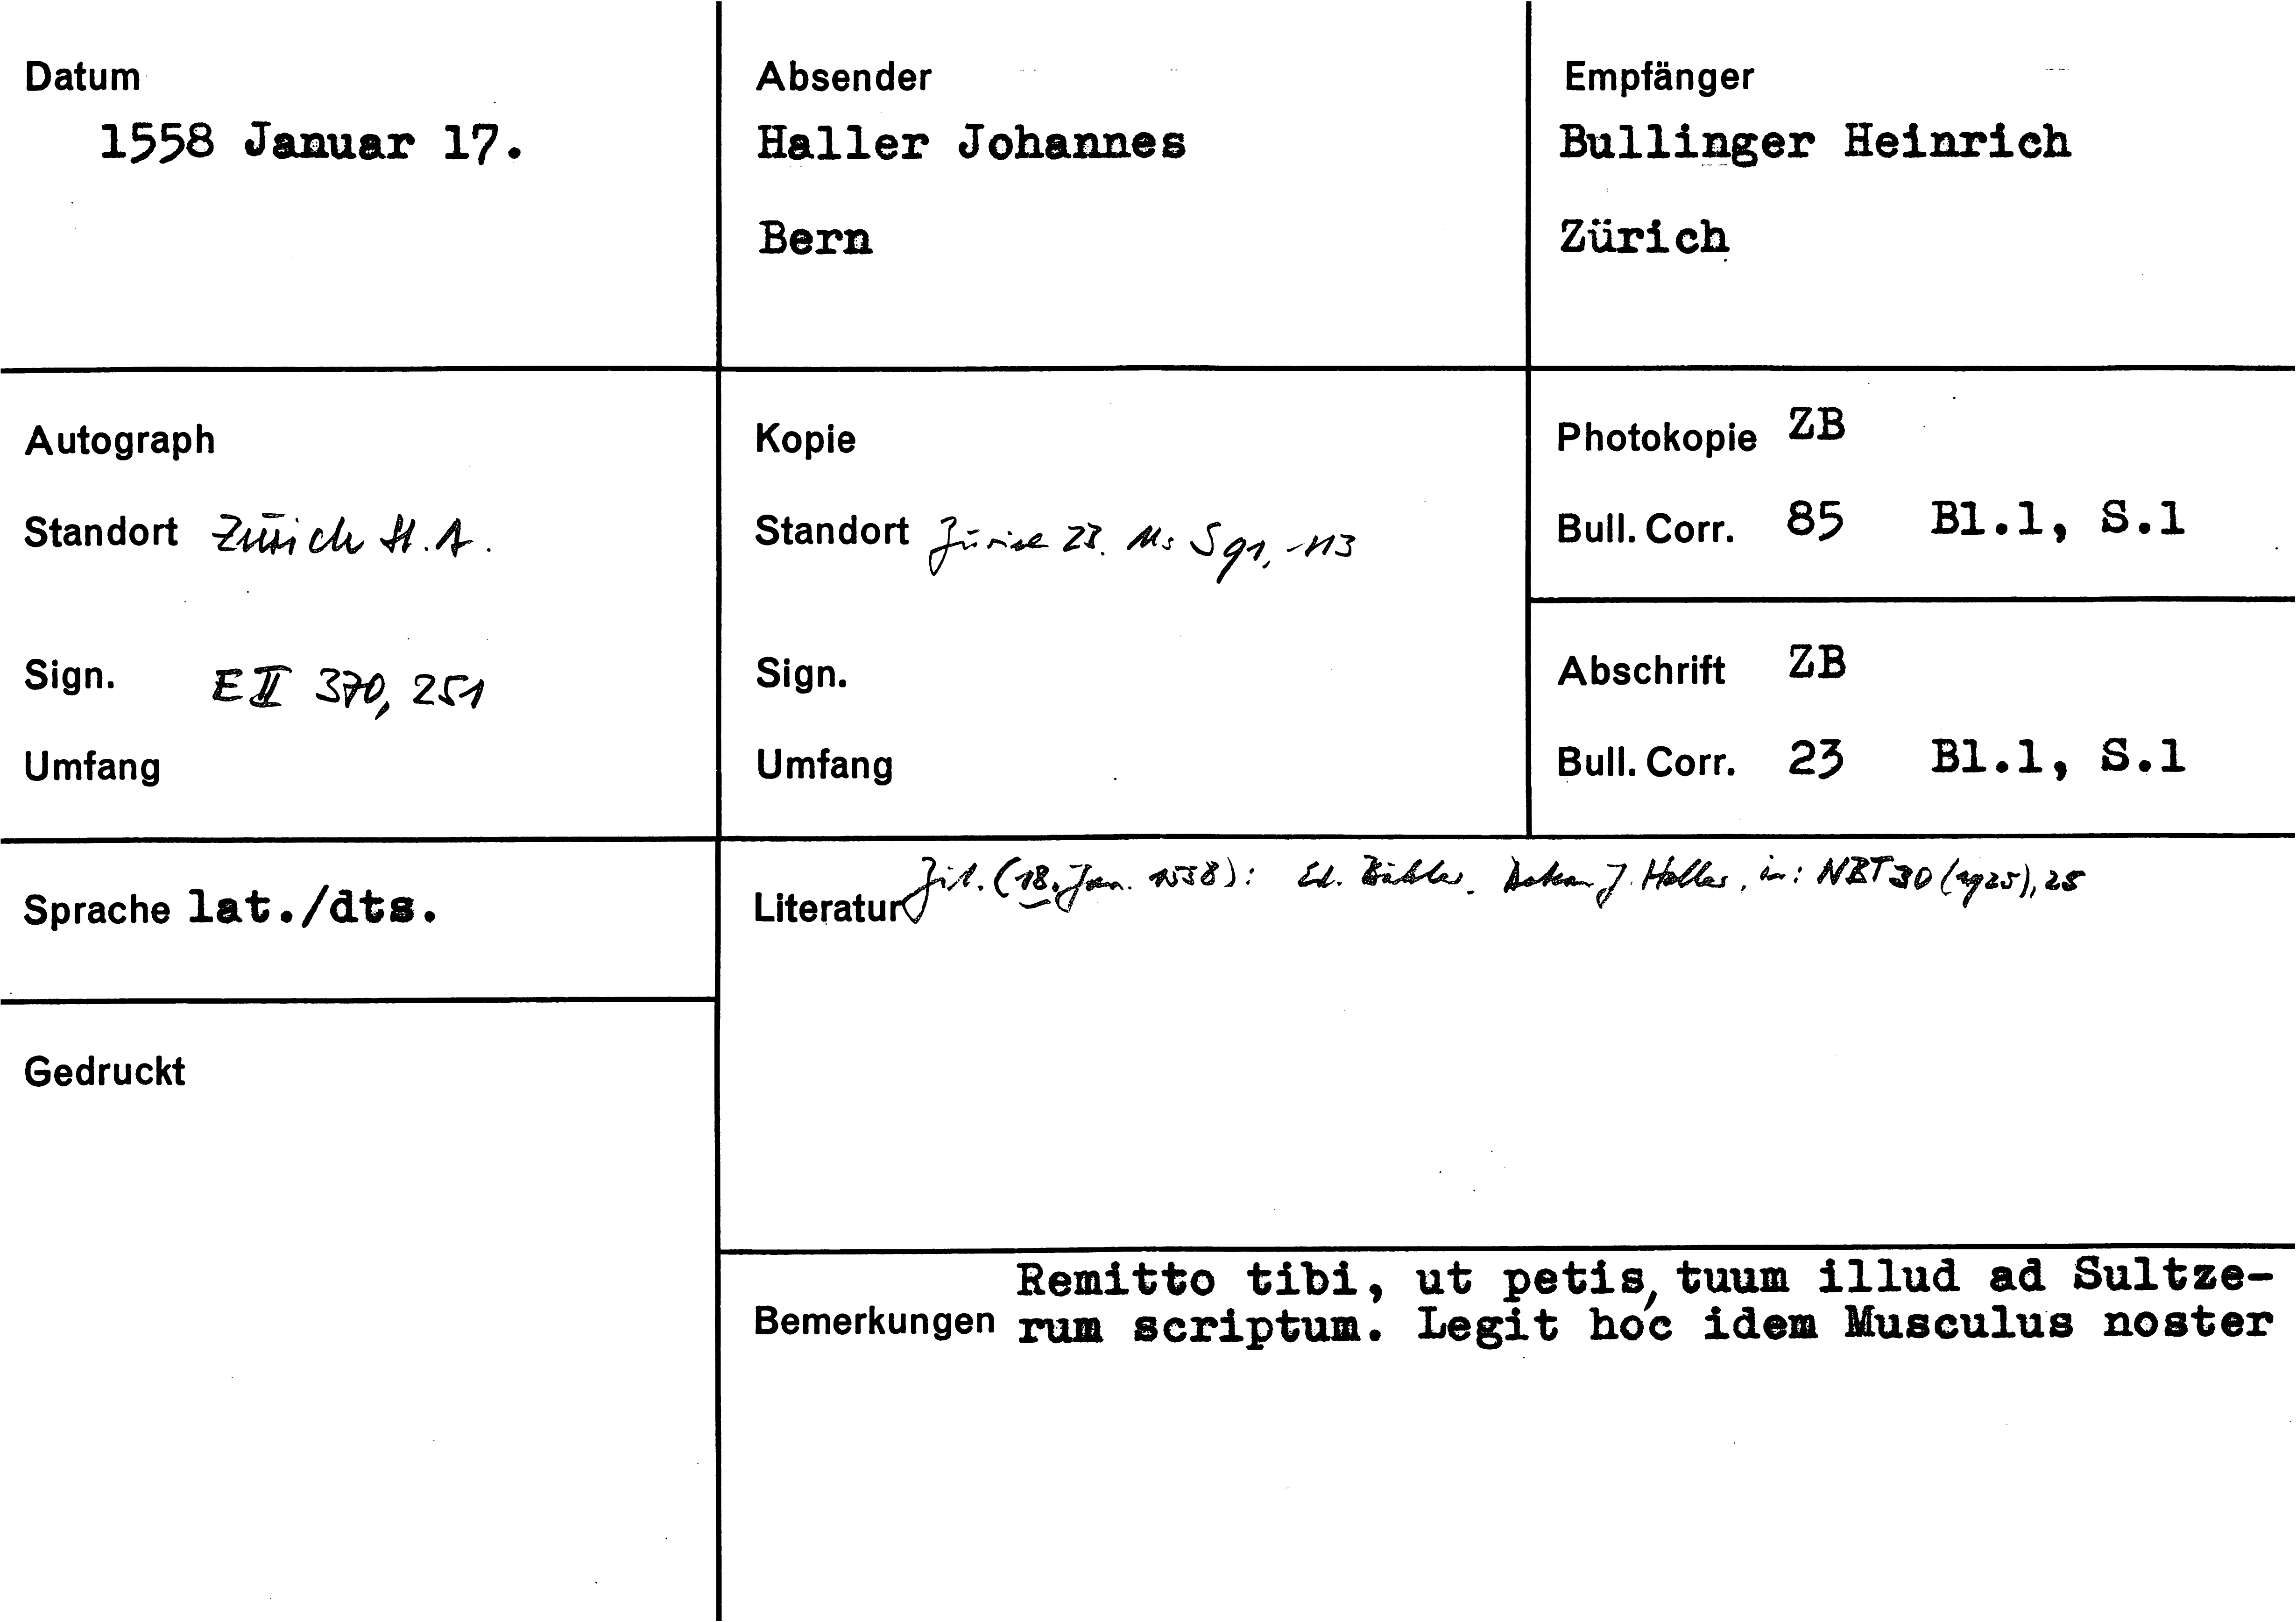 Datum
1558 Januar 17.
Absender
Haller Johannes
Bern
Empfänger
Bullinger Heinrich
Zürich
Autograph
Standort Zürich St.A.
Sign. E II 370, 251
Umfang
Kopie
Standort Zürich ZB. Ms S 91, 113
Sign.
Umfang
Photokopie ZB
Bull. Corr. 85 Bl.1, S.1
Abschrift ZB
Bull. Corr. 23 Bl.1, S.1
Sprache lat./dts.
Gedruckt
Literatur Zit. (18. Jan. 1558): Ed. Bähler, Dekan J. Haller, in: NBT 30 (1925), 28
Remitto tibi, ut petis, tuum illud ad Sultze-
Bemerkungen rum scriptum. Legit hoc idem Musculus noster